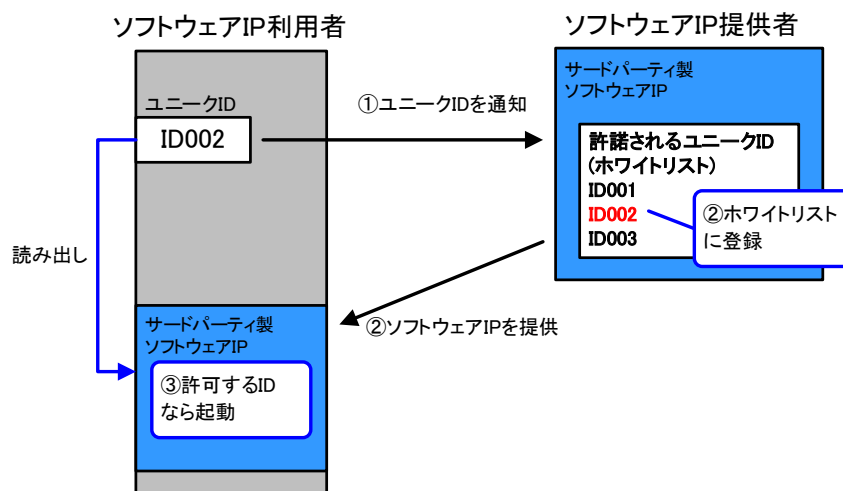 ソフトウェアIP利用者
ソフトウェアIP提供者
ユニークID
ID002
①ユニークIDを通知
サードパーティ製
ソフトウェアIP
許諾されるユニークID
(ホワイトリスト)
ID001
ID002
ID003
②ホワイトリスト
に登録
読み出し
②ソフトウェアIPを提供
サードパーティ製
ソフトウェアIP
③許可するID
なら起動